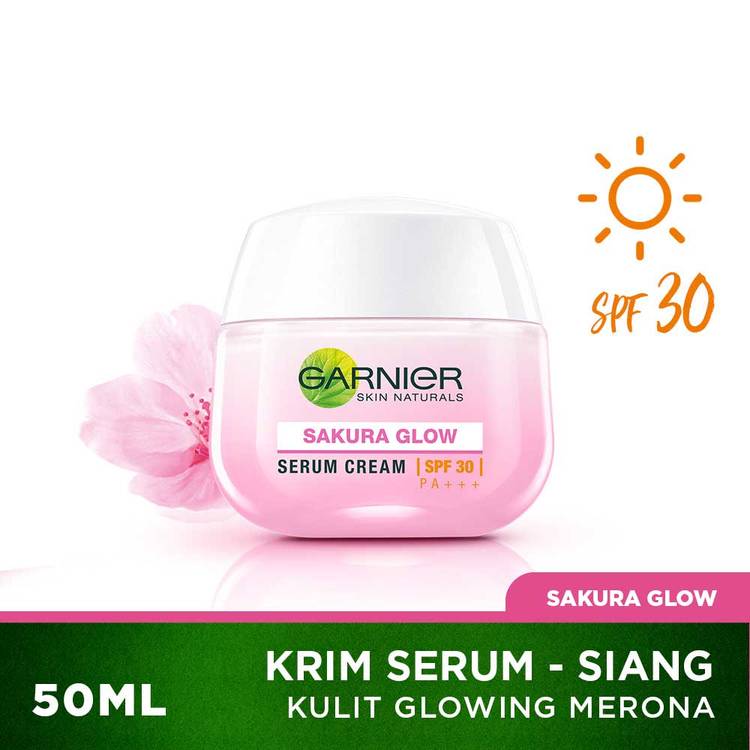 SPF 30
GARNIER
SKIN NATURALS
SAKURA GLOW
SERUM CREAM | SPF 30 |
PA+++
SAKURA GLOW
50ML
KRIM SERUM - SIANG
KULIT GLOWING MERONA